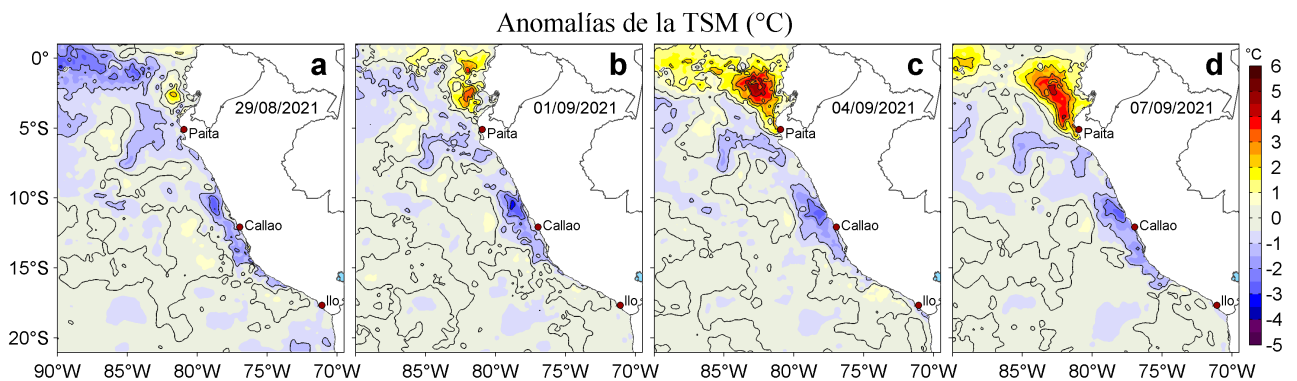 Anomalías de la TSM (°C)
a
29/08/2021
Paita
Callao
Ilo
b
01/09/2021
Paita
Callao
Ilo
c
04/09/2021
Paita
Callao
Ilo
d
07/09/2021
Paita
Callao
Ilo
0°
5°S
10°S
15°S
20°S
90°W 85°W 80°W 75°W 70°W
85°W 80°W 75°W 70°W
85°W 80°W 75°W 70°W
85°W 80°W 75°W 70°W
°C
6
5
4
3
2
1
0
-1
-2
-3
-4
-5